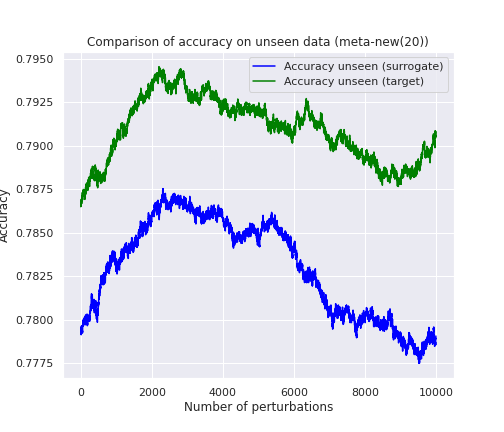 Comparison of accuracy on unseen data (meta-new(20))
Accuracy unseen (surrogate)
Accuracy unseen (target)
Accuracy
0.7950
0.7925
0.7900
0.7875
0.7850
0.7825
0.7800
0.7775
0 2000 4000 6000 8000 10000
Number of perturbations